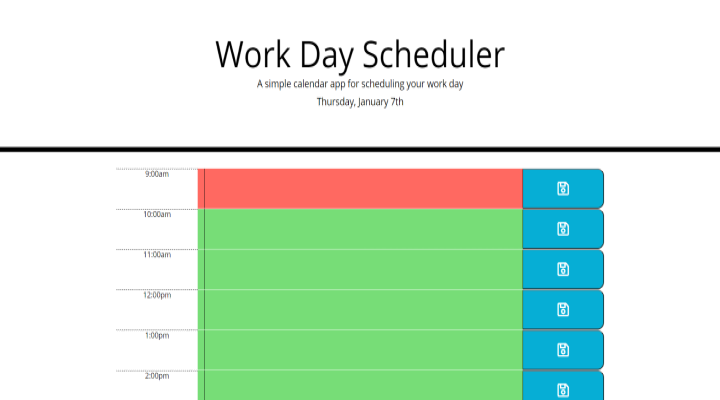 Work Day Scheduler
A simple calendar app for scheduling your work day
Thursday, January 7th
9:00am
10:00am
11:00am
12:00pm
1:00pm
2:00pm